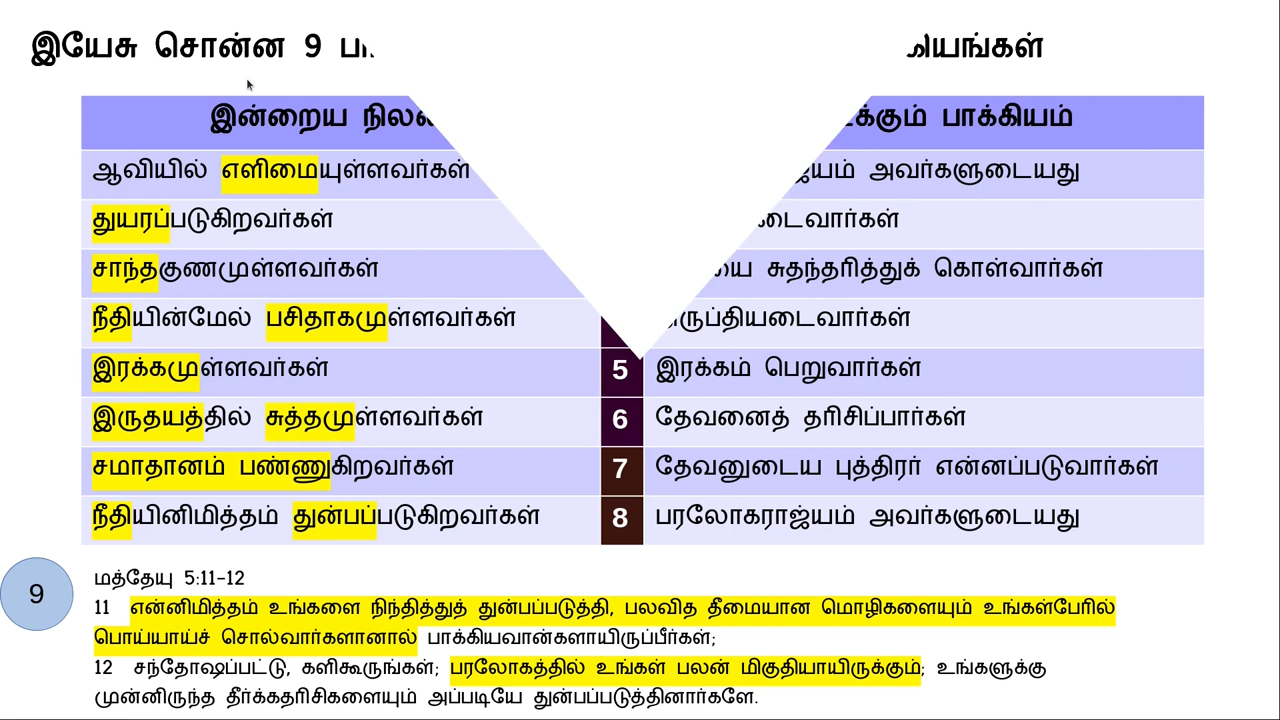 இயேசு சொன்ன 9
இன்றைய பாக்கியம்
ஆவியில் எளிமையுள்ளவர்கள் அவர்களுடையது
துயரப்படுகிறவர்கள்
சாந்தகுணமுள்ளவர்கள் சுதந்தரித்துக் கொள்வார்கள்
நீதியின்மேல் பசிதாகமுள்ளவர்கள்
இரக்கமுள்ளவர்கள் 5 இரக்கம் பெறுவார்கள்
இருதயத்தில் சுத்தமுள்ளவர்கள் 6 தேவனைத் தரிசிப்பார்கள்
சமாதானம் பண்ணுகிறவர்கள் 7 தேவனுடைய புத்திரர் என்னப்படுவார்கள்
நீதியினிமித்தம் துன்பப்படுகிறவர்கள் 8 பரலோகராஜ்யம் அவர்களுடையது
9
மத்தேயு 5:11-12
11 என்னிமித்தம் உங்களை நிந்தித்துத் துன்பப்படுத்தி, பலவித தீமையான மொழிகளையும் உங்கள்பேரில்
பொய்யாய்ச் சொல்வார்களானால் பாக்கியவான்களாயிருப்பீர்கள்;
12 சந்தோஷப்பட்டு, களிகூருங்கள்; பரலோகத்தில் உங்கள் பலன் மிகுதியாயிருக்கும்; உங்களுக்கு
முன்னிருந்த தீர்க்கதரிசிகளையும் அப்படியே துன்பப்படுத்தினார்களே.